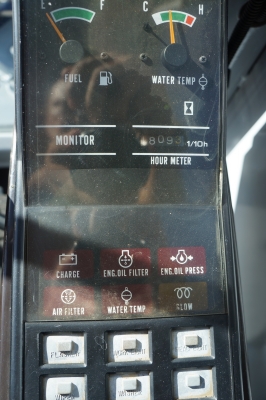 E F C H
FUEL WATER TEMP
MONITOR 1/10h
HOUR METER
CHARGE ENG.OIL FILTER ENG.OIL PRESS
AIR FILTER WATER TEMP GLOW